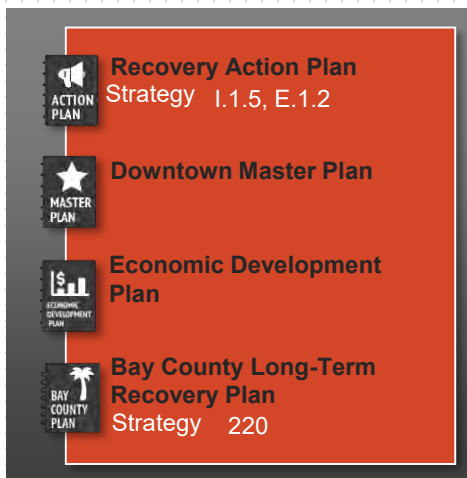 Recovery Action Plan
Strategy I.1.5, E.1.2
ACTION
PLAN
Downtown Master Plan
MASTER
PLAN
Economic Development
Plan
$
ECONOMIC
DEVELOPMENT
PLAN
Bay County Long-Term
Recovery Plan
Strategy 220
BAY
COUNTY
PLAN